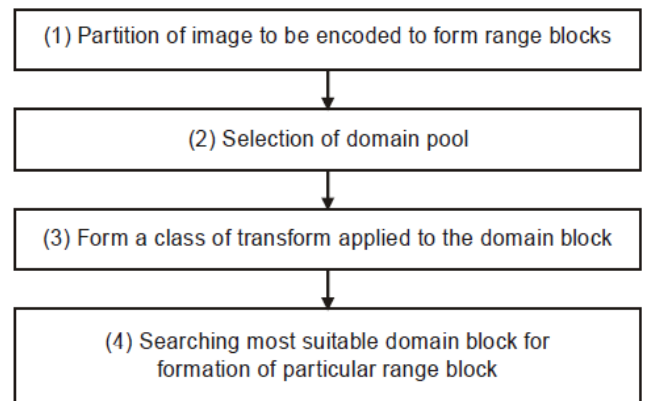 (1) Partition of image to be encoded to form range blocks
(2) Selection of domain pool
(3) Form a class of transform applied to the domain block
(4) Searching most suitable domain block for
formation of particular range block